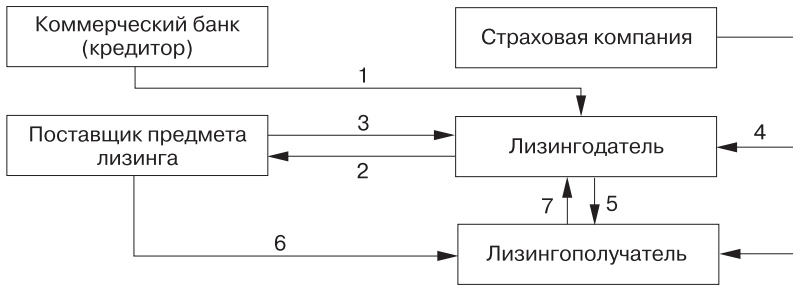 Коммерческий банк
(кредитор)
Страховая компания
1
Поставщик предмета
лизинга
3
2
Лизингодатель
4
7
5
6
Лизингополучатель